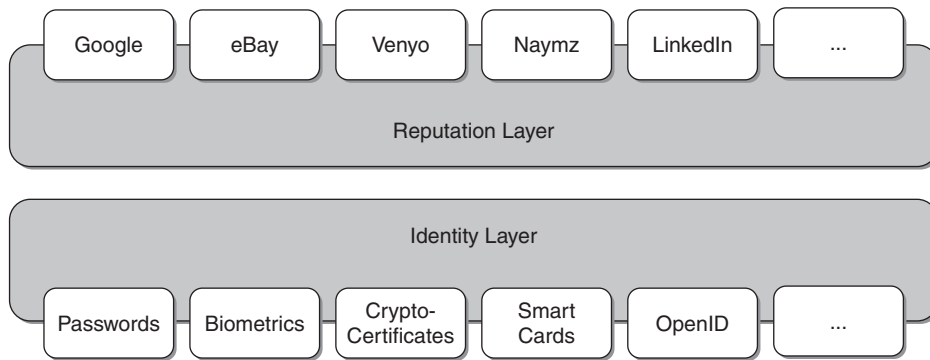 Google
eBay
Venyo
Naymz
LinkedIn
...
Reputation Layer
Identity Layer
Passwords
Biometrics
Crypto-
Certificates
Smart
Cards
OpenID
...